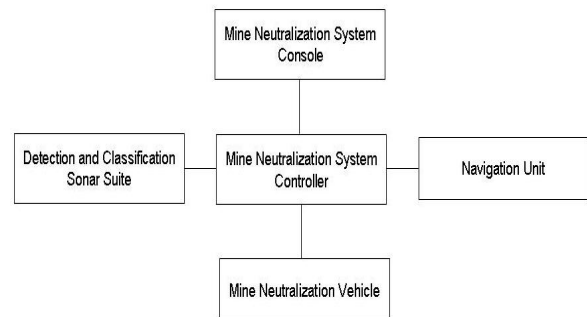 Mine Neutralization System
Console
Detection and Classification
Sonar Suite
Mine Neutralization System
Controller
Navigation Unit
Mine Neutralization Vehicle